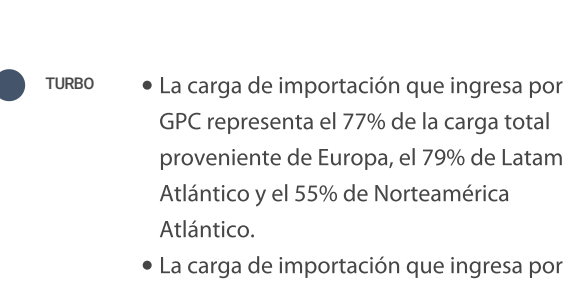 TURBO
• La carga de importación que ingresa por
GPC representa el 77% de la carga total
proveniente de Europa, el 79% de Latam
Atlántico y el 55% de Norteamérica
Atlántico.
• La carga de importación que ingresa por